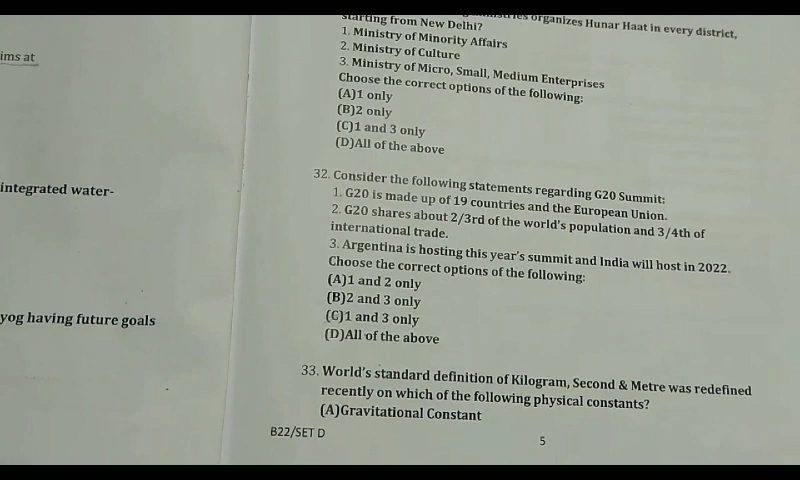 ims at
integrated water-
yog having future goals
organizes Hunar Haat in every district,
starting from New Delhi?
1. Ministry of Minority Affairs
2. Ministry of Culture
3. Ministry of Micro, Small, Medium Enterprises
Choose the correct options of the following:
(A)1 only
(B)2 only
(C)1 and 3 only
(D)All of the above
32. Consider the following statements regarding G20 Summit:
1. G20 is made up of 19 countries and the European Union.
2. G20 shares about 2/3rd of the world's population and 3/4th of
international trade.
3. Argentina is hosting this year's summit and India will host in 2022.
Choose the correct options of the following:
(A)1 and 2 only
(B)2 and 3 only
(C)1 and 3 only
(D)All of the above
33. World's standard definition of Kilogram, Second & Metre was redefined
recently on which of the following physical constants?
(A)Gravitational Constant
B22/SET D
5